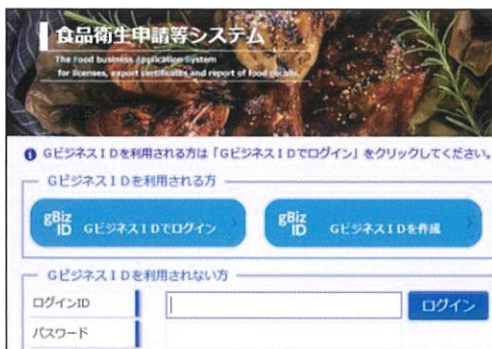 食品衛生申請等システム
The Food business Application System
for licenses, export certificates and report of food recalls.
GビジネスIDを利用される方は「GビジネスIDでログイン」をクリックしてください。
GビジネスIDを利用される方
gBiz
ID GビジネスIDでログイン
gBiz
ID GビジネスIDを作成
GビジネスIDを利用されない方
ログインID
ログイン
パスワード